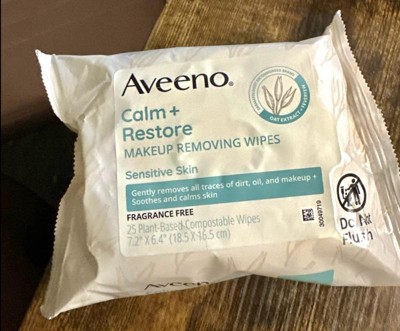 Aveeno®
Calm +
Restore
MAKEUP REMOVING WIPES
Sensitive Skin
Gently removes all traces of dirt, oil, and makeup +
Soothes and calms skin
FRAGRANCE FREE
25 Plant-Based Compostable Wipes
7.2" X 6.4" (18.5 X 16.5 cm)
OAT EXTRACT
30049719
Do Not
Flush
Aveeno